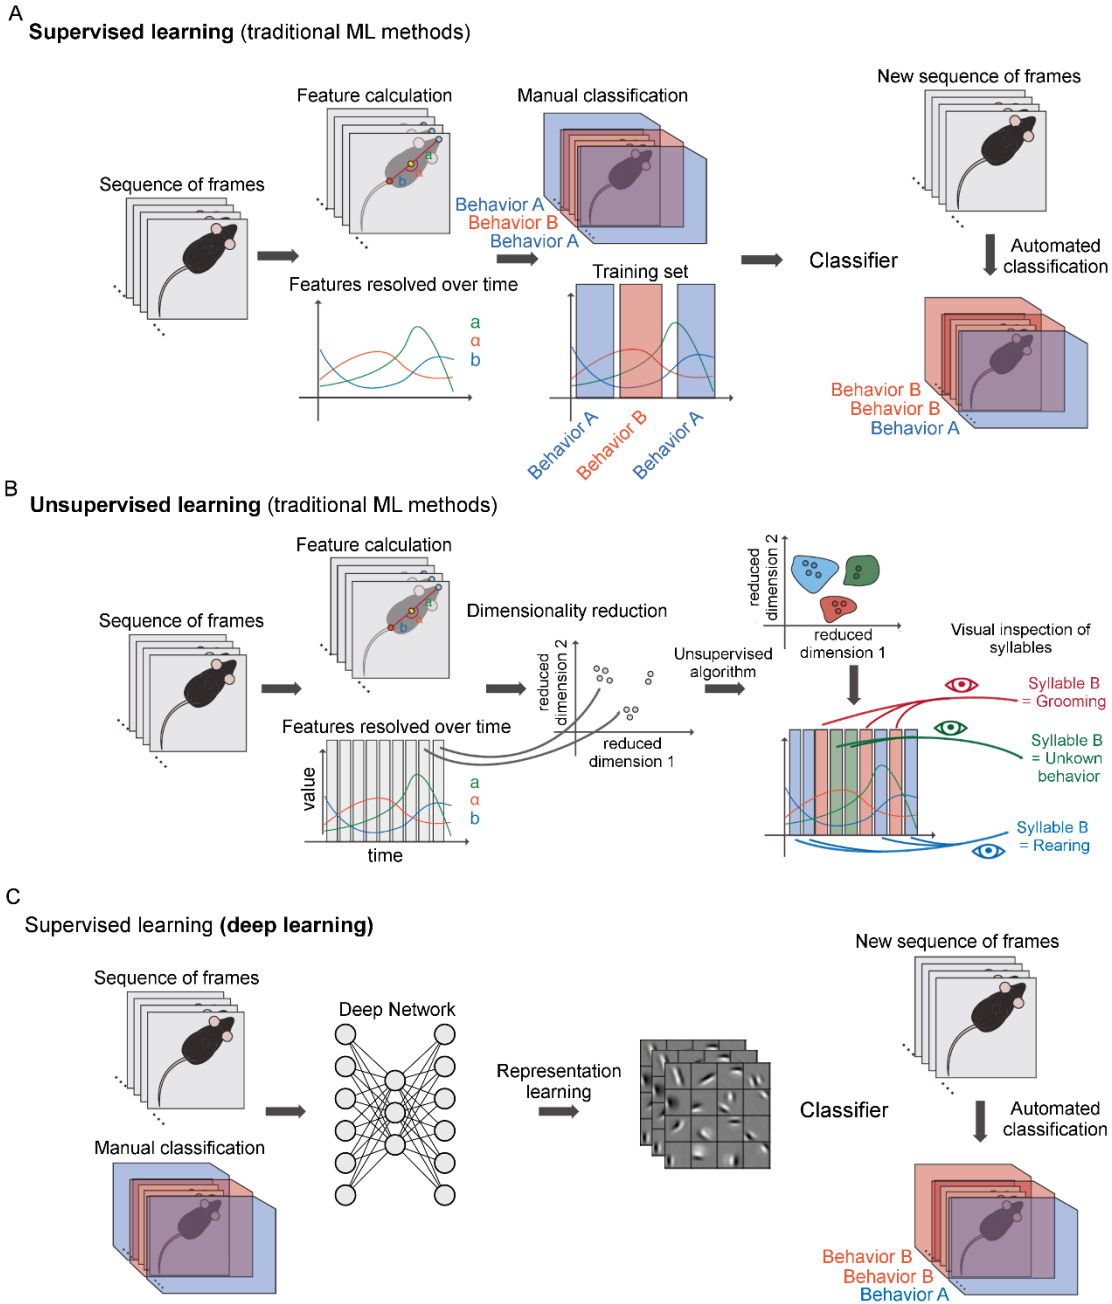 A
Supervised learning (traditional ML methods)
Sequence of frames
Feature calculation
a
α
b
Features resolved over time
a
α
b
Manual classification
Behavior A
Behavior B
Behavior A
Training set
Behavior A
Behavior B
Behavior A
Classifier
New sequence of frames
Automated
classification
Behavior B
Behavior B
Behavior A
B
Unsupervised learning (traditional ML methods)
Sequence of frames
Feature calculation
a
α
b
Features resolved over time
value
a
α
b
time
Dimensionality reduction
reduced
dimension 2
reduced
dimension 1
Unsupervised
algorithm
reduced
dimension 2
reduced
dimension 1
Visual inspection of
syllables
Syllable B
= Grooming
Syllable B
= Unkown
behavior
Syllable B
= Rearing
C
Supervised learning (deep learning)
Sequence of frames
Manual classification
Deep Network
Representation
learning
Classifier
New sequence of frames
Automated
classification
Behavior B
Behavior B
Behavior A